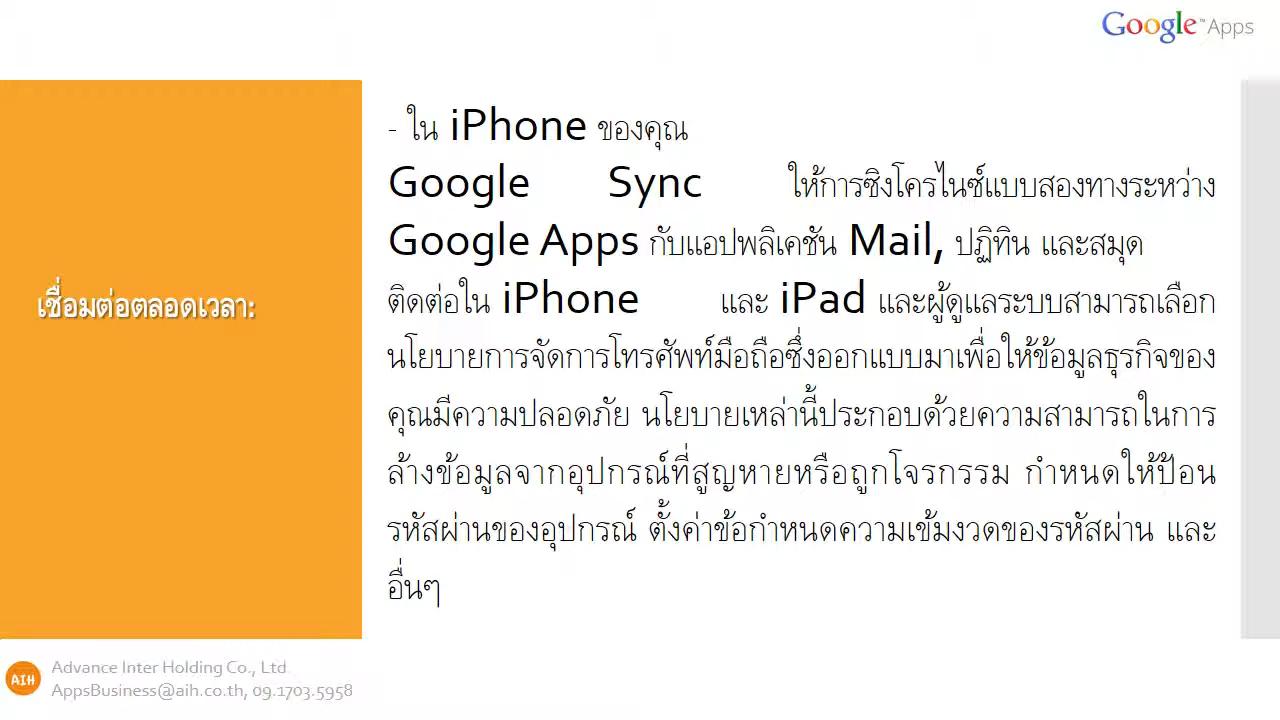 Google™ Apps
เชื่อมต่อตลอดเวลา:
- ใน iPhone ของคุณ
Google Sync ให้การซิงโครไนซ์แบบสองทางระหว่าง
Google Apps กับแอปพลิเคชัน Mail, ปฏิทิน และสมุด
ติดต่อใน iPhone และ iPad และผู้ดูแลระบบสามารถเลือก
นโยบายการจัดการโทรศัพท์มือถือซึ่งออกแบบมาเพื่อให้ข้อมูลธุรกิจของ
คุณมีความปลอดภัย นโยบายเหล่านี้ประกอบด้วยความสามารถในการ
ล้างข้อมูลจากอุปกรณ์ที่สูญหายหรือถูกโจรกรรม กำหนดให้ป้อน
รหัสผ่านของอุปกรณ์ ตั้งค่าข้อกำหนดความเข้มงวดของรหัสผ่าน และ
อื่นๆ
AIH
Advance Inter Holding Co., Ltd.
AppsBusiness@aih.co.th, 09.1703.5958